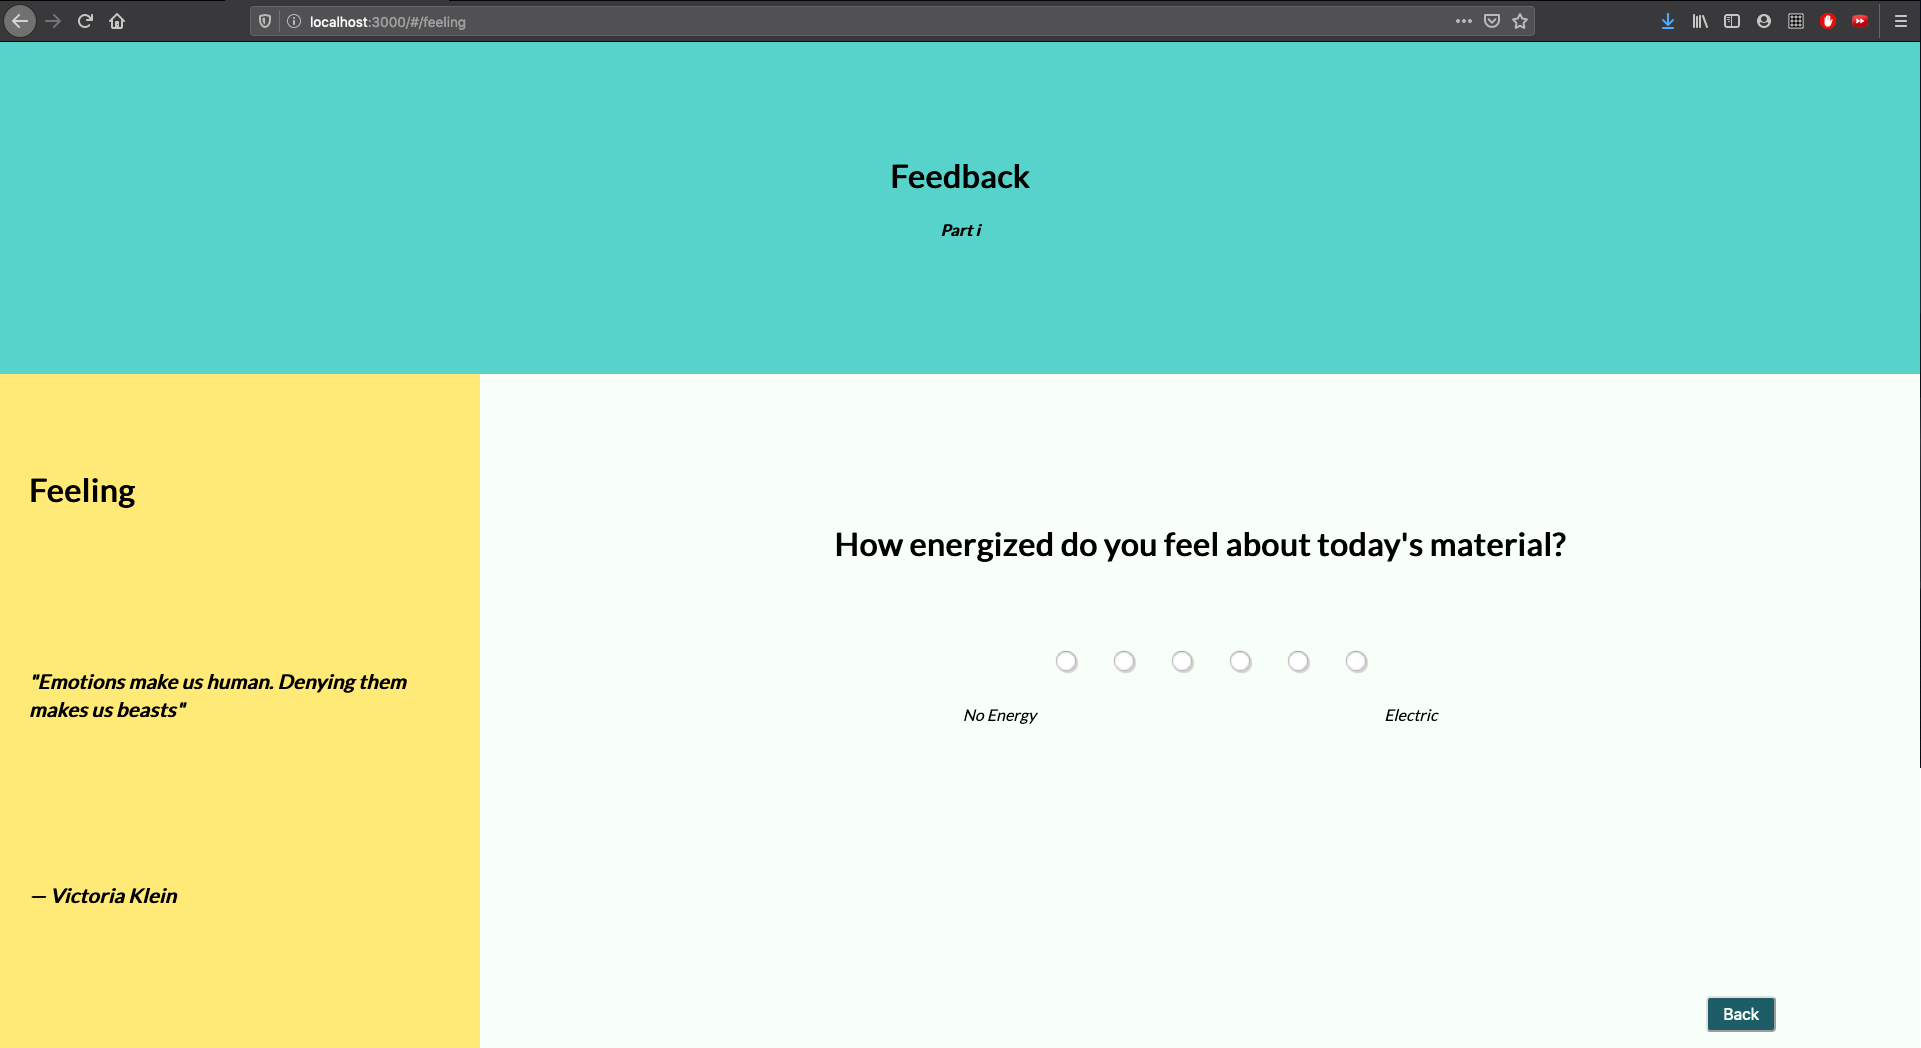 localhost:3000/#/feeling
Feedback
Part i
Feeling
"Emotions make us human. Denying them
makes us beasts"
— Victoria Klein
How energized do you feel about today's material?
No Energy
Electric
Back